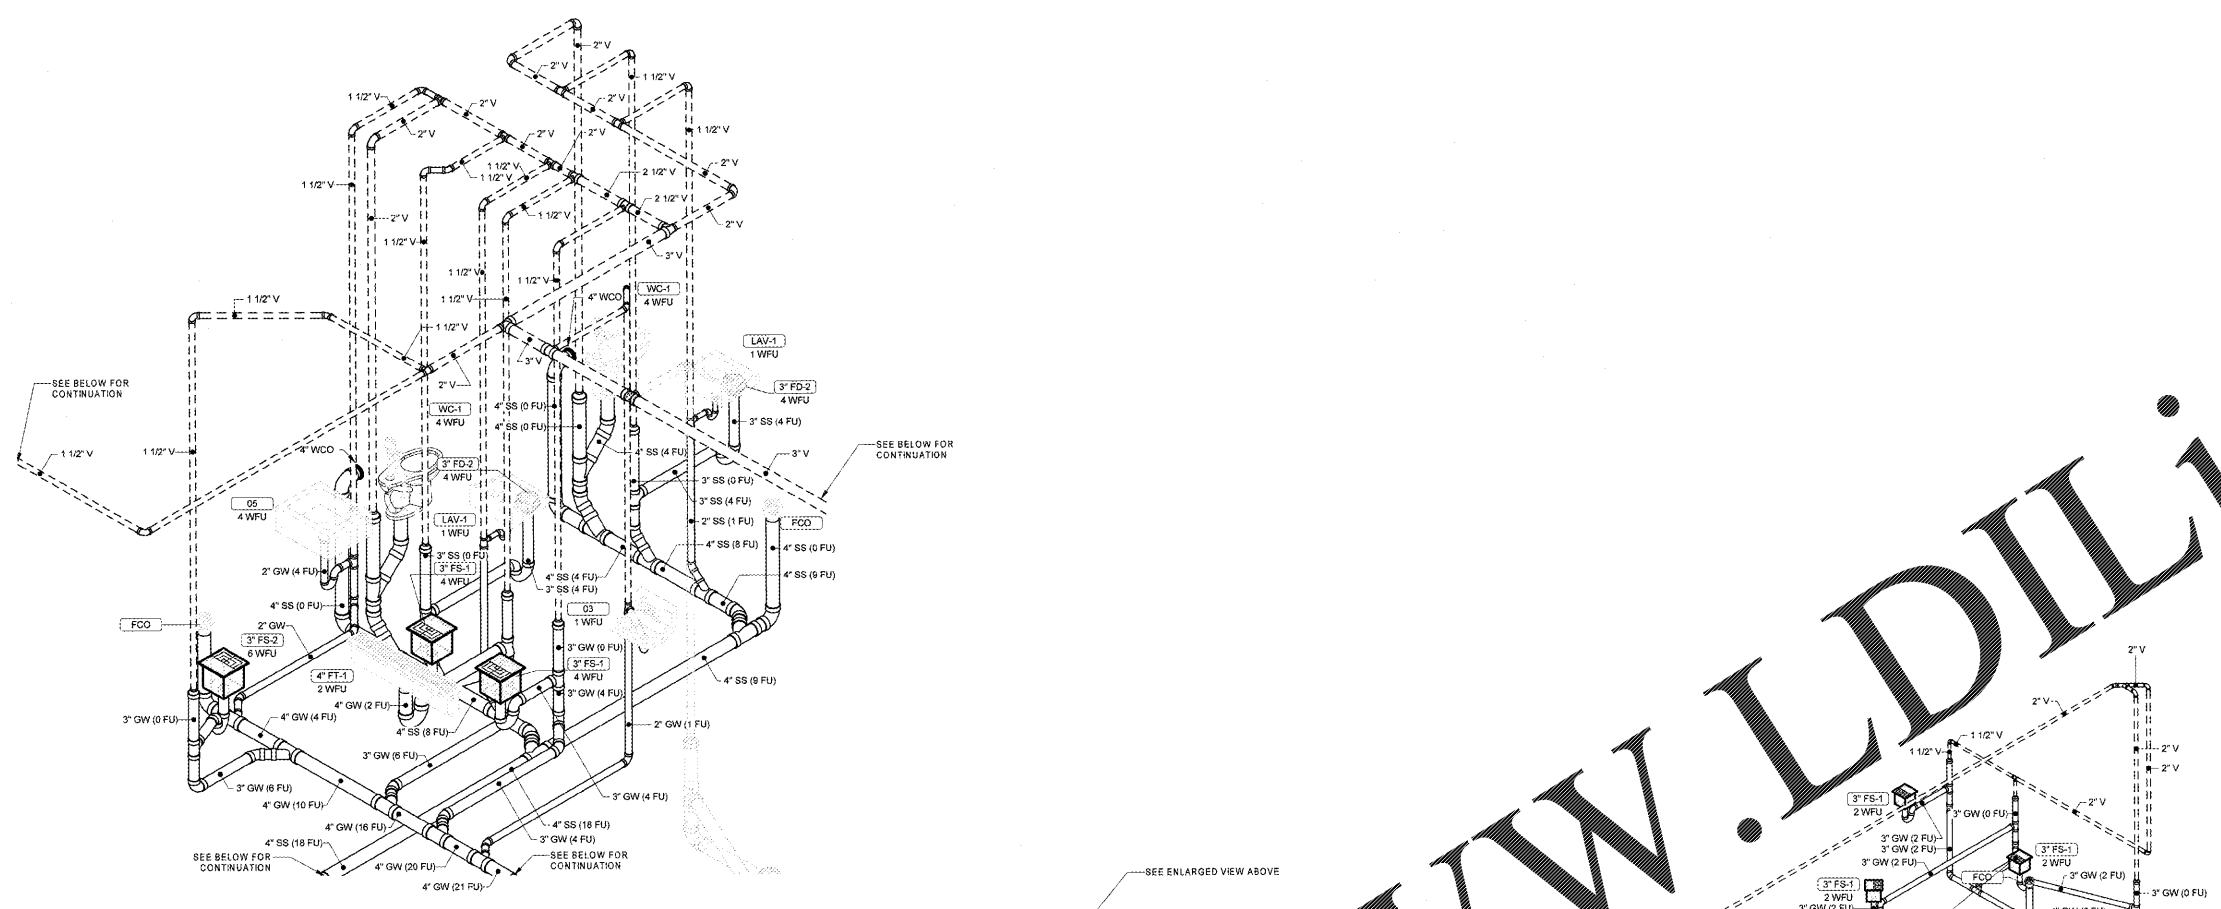 2" V
2" V
1 1/2" V
2" V
1 1/2" V
1 1/2" V
2" V
2" V
2" V
2" V
2" V
1 1/2" V
1 1/2" V
2 1/2" V
1 1/2" V
2 1/2" V
1 1/2" V
2" V
2" V
1 1/2" V
3" V
1 1/2" V
1 1/2" V
1 1/2" V
4" WCO
WC-1
4 WFU
1 1/2" V
1 1/2" V
3" V
LAV-1
1 WFU
2" V
SEE BELOW FOR
CONTINUATION
3" FD-2
4 WFU
WC-1
4 WFU
4" SS (0 FU)
4" SS (0 FU)
3" SS (4 FU)
1 1/2" V
1 1/2" V
4" WCO
4" SS (4 FU)
3" V
SEE BELOW FOR
CONTINUATION
3" FD-2
4 WFU
3" SS (0 FU)
3" SS (4 FU)
05
4 WFU
LAV-1
1 WFU
2" SS (1 FU)
FCO
4" SS (8 FU)
4" SS (0 FU)
3" SS (0 FU)
3" FS-1
4 WFU
2" GW (4 FU)
4" SS (4 FU)
3" SS (4 FU)
4" SS (9 FU)
4" SS (0 FU)
03
1 WFU
FCO
2" GW
3" FS-2
6 WFU
3" GW (0 FU)
3" FS-1
4 WFU
4" FT-1
2 WFU
4" SS (9 FU)
3" GW (4 FU)
4" GW (2 FU)
3" GW (0 FU)
4" GW (4 FU)
2" GW (1 FU)
4" SS (8 FU)
3" GW (6 FU)
3" GW (6 FU)
3" GW (4 FU)
4" GW (10 FU)
4" GW (16 FU)
4" SS (18 FU)
3" GW (4 FU)
4" SS (18 FU)
SEE BELOW FOR
CONTINUATION
SEE BELOW FOR
CONTINUATION
4" GW (20 FU)
4" GW (21 FU)
SEE ENLARGED VIEW ABOVE
VW.LDILi
2" V
2" V
1 1/2" V
1 1/2" V
2" V
2" V
3" FS-1
2 WFU
2" V
3" GW (0 FU)
3" GW (2 FU)
3" GW (2 FU)
3" GW (2 FU)
3" FS-1
2 WFU
FCO
3" GW (2 FU)
3" FS-1
2 WFU
3" GW (0 FU)
3" GW (2 FU)